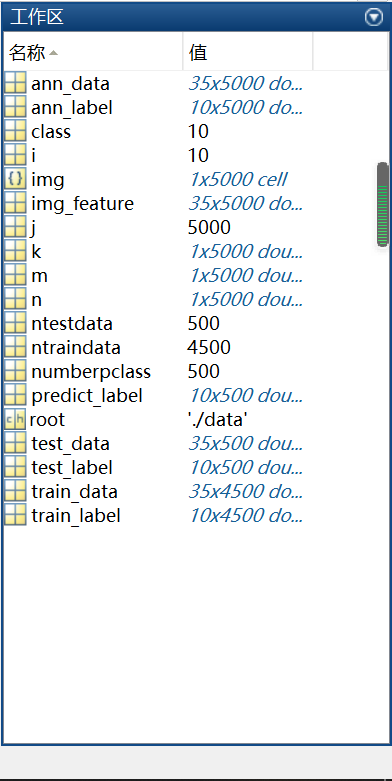 工作区
名称 值
ann_data 35x5000 do...
ann_label 10x5000 do...
class 10
i 10
{} img 1x5000 cell
img_feature 35x5000 do...
j 5000
k 1x5000 dou...
m 1x5000 dou...
n 1x5000 dou...
ntestdata 500
ntraindata 4500
numberpclass 500
predict_label 10x500 dou...
ch root './data'
test_data 35x500 dou...
test_label 10x500 dou...
train_data 35x4500 do...
train_label 10x4500 do...